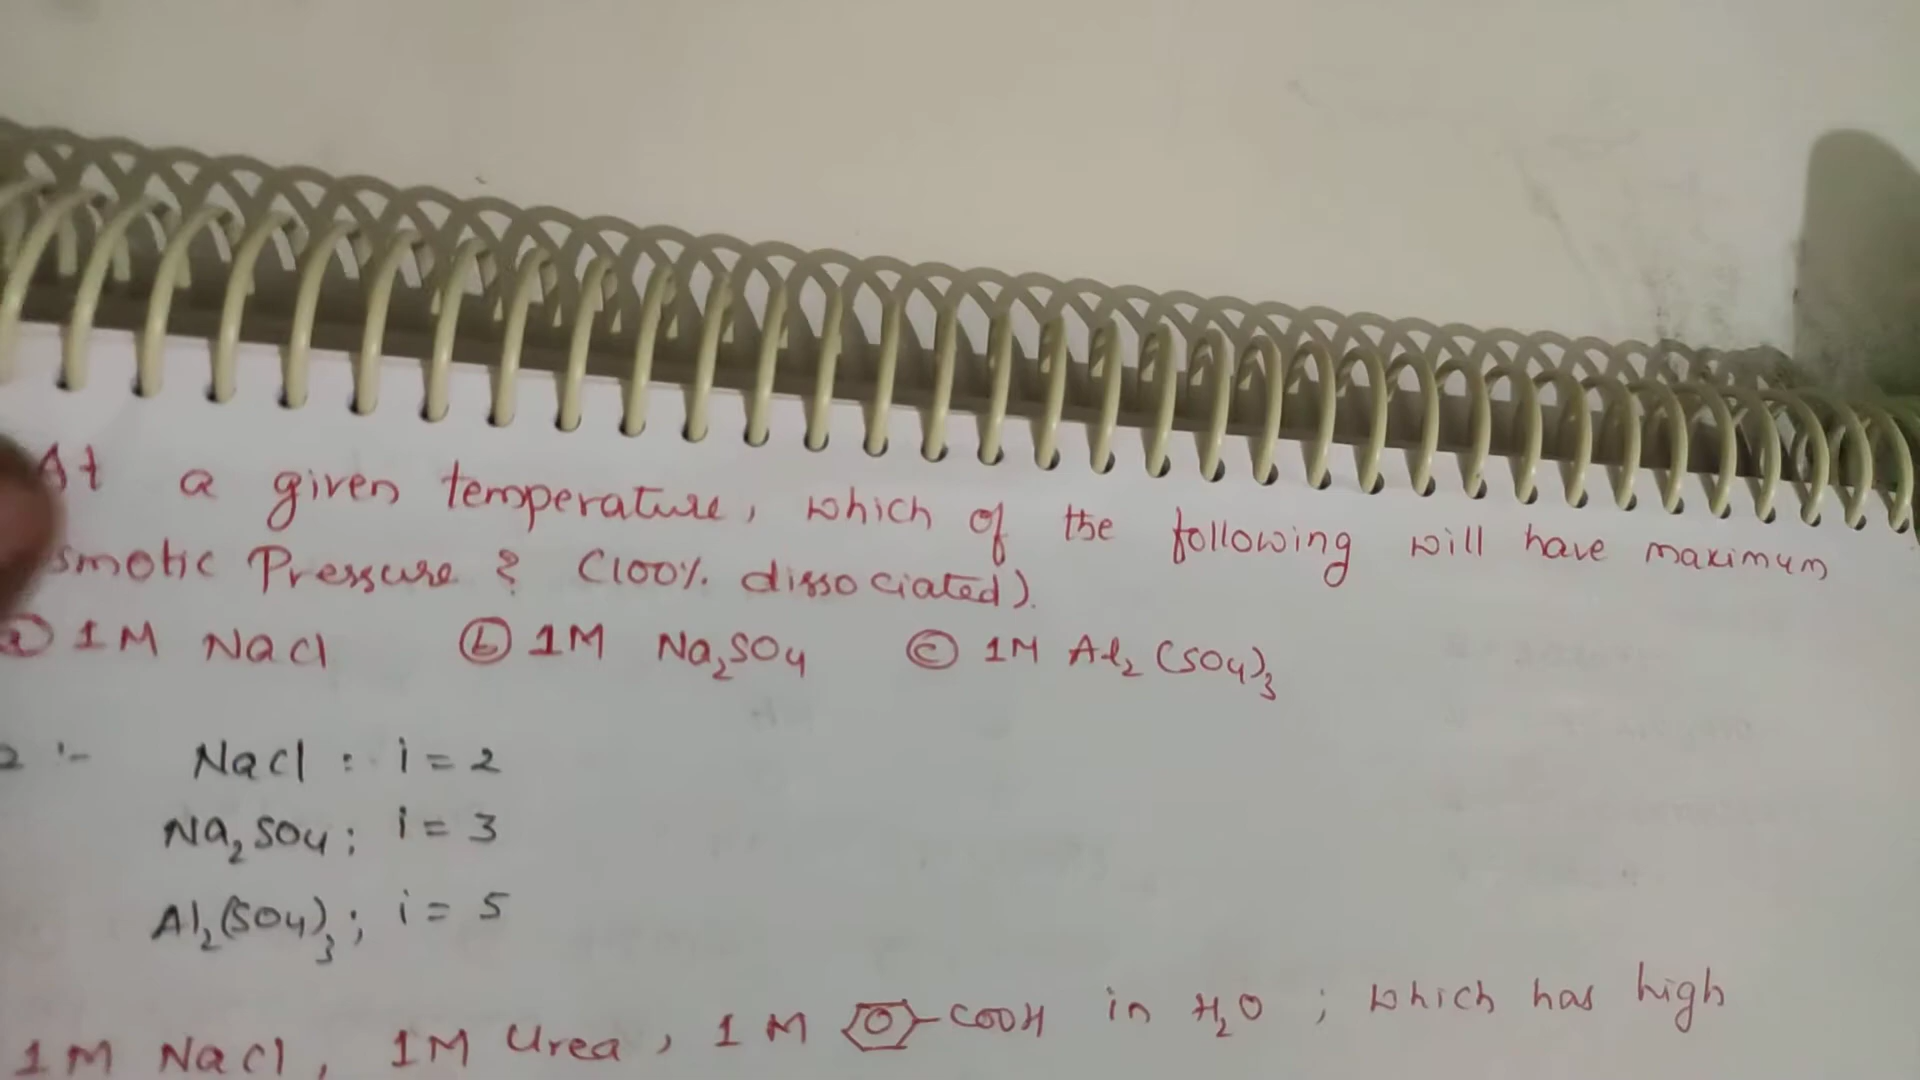 At a given temperature, which of the following will have maximum
smotic Pressure ? (100% dissociated).
a 1M NaCl b 1M Na₂SO₄ c 1M Al₂(SO₄)₃
NaCl : i = 2
Na₂SO₄ ; i = 3
Al₂(SO₄)₃ ; i = 5
1M NaCl, 1M Urea, 1M -COOH in H₂O ; which has high